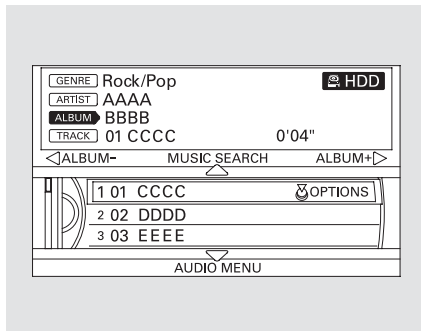 GENRE Rock/Pop HDD
ARTIST AAAA
ALBUM BBBB
TRACK 01 CCCC 0'04"
ALBUM– MUSIC SEARCH ALBUM+
1 01 CCCC OPTIONS
2 02 DDDD
3 03 EEEE
AUDIO MENU